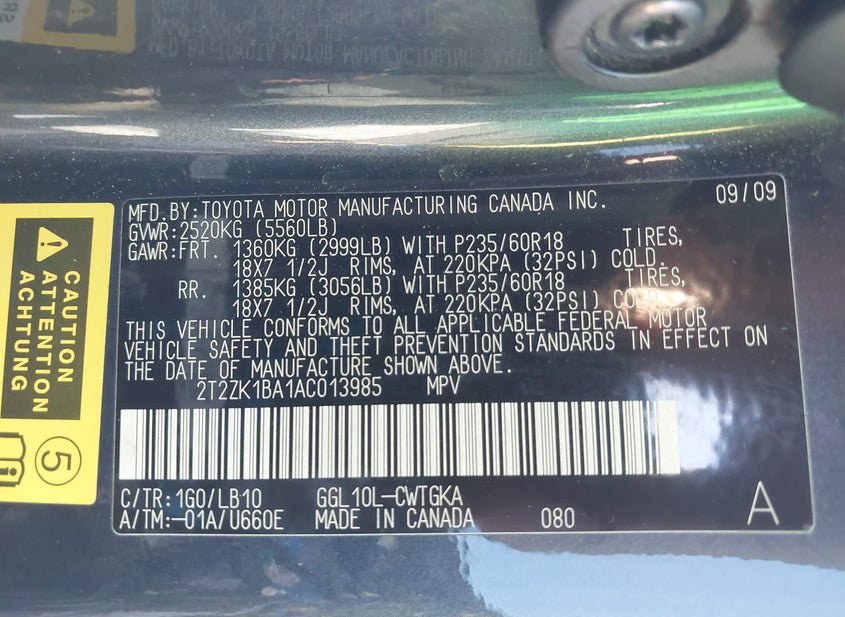 MFD.BY:TOYOTA MOTOR MANUFACTURING CANADA INC. 09/09
GVWR:2520KG (5560LB)
GAWR:FRT. 1360KG (2999LB) WITH P235/60R18 TIRES,
18X7 1/2J RIMS, AT 220KPA (32PSI) COLD.
RR. 1385KG (3056LB) WITH P235/60R18 TIRES,
18X7 1/2J RIMS, AT 220KPA (32PSI) COLD.
THIS VEHICLE CONFORMS TO ALL APPLICABLE FEDERAL MOTOR
VEHICLE SAFETY AND THEFT PREVENTION STANDARDS IN EFFECT ON
THE DATE OF MANUFACTURE SHOWN ABOVE.
2T2ZK1BA1AC013985 MPV
C/TR:1G0/LB10 GGL10L-CWTGKA
A/TM:-01A/U660E MADE IN CANADA 080 A
CAUTION
ATTENTION
ACHTUNG
5